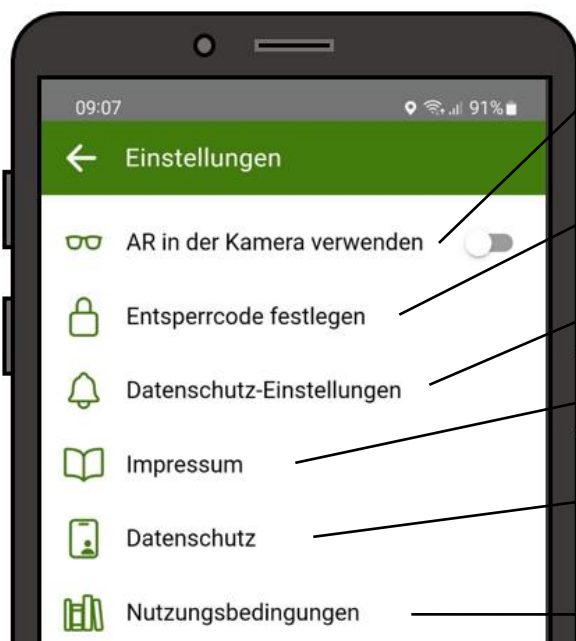 09:07 91%
Einstellungen
AR in der Kamera verwenden
Entsperrcode festlegen
Datenschutz-Einstellungen
Impressum
Datenschutz
Nutzungsbedingungen